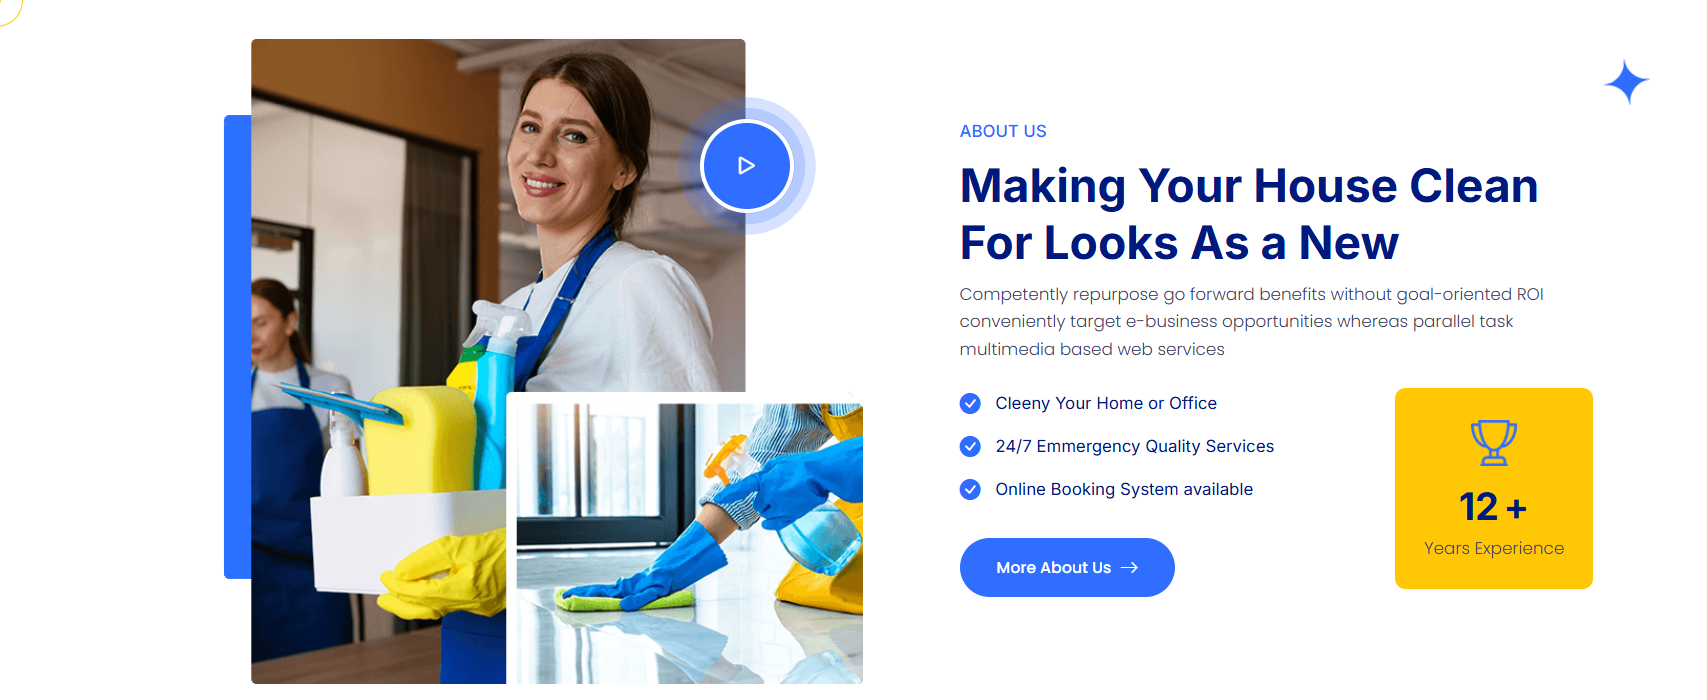 ABOUT US
Making Your House Clean
For Looks As a New
Competently repurpose go forward benefits without goal-oriented ROI
conveniently target e-business opportunities whereas parallel task
multimedia based web services
Cleeny Your Home or Office
24/7 Emmergency Quality Services
Online Booking System available
More About Us
12 +
Years Experience